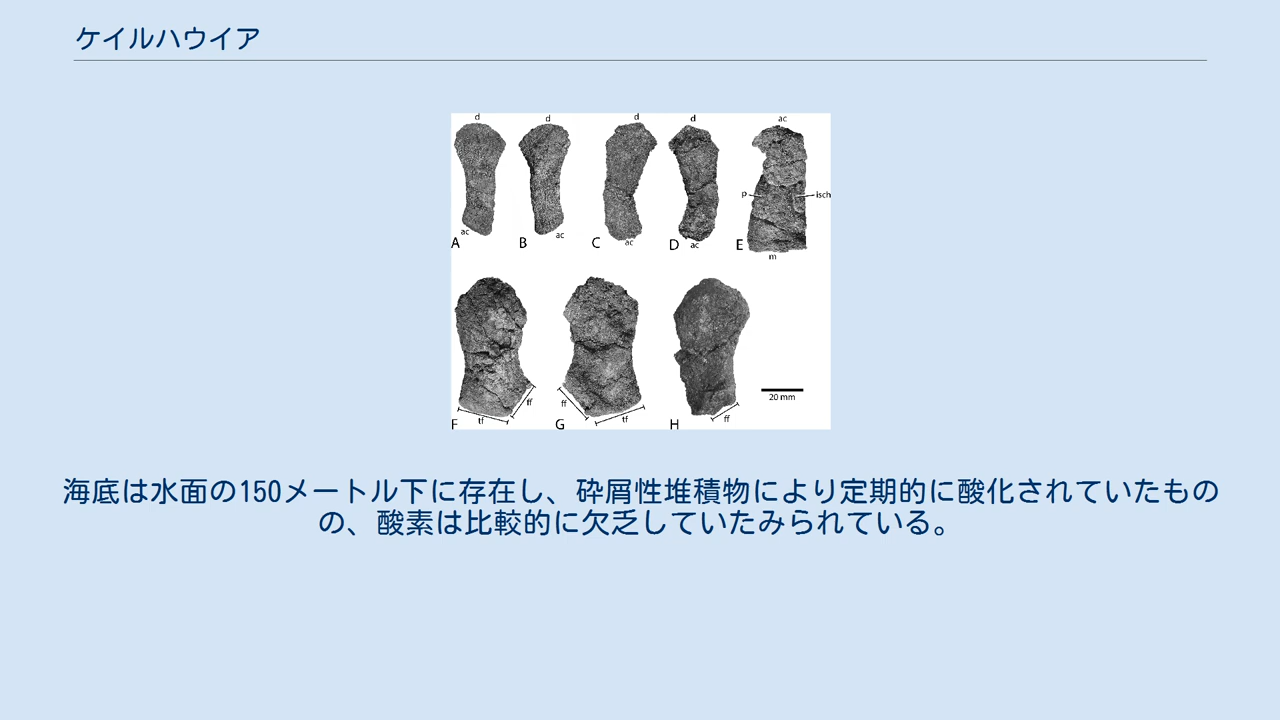 ケイルハウイア
d d d d ac
p isch
ac ac ac ac
A B C D E
m
20 mm
ff ff tf ff
tf tf
F G H
海底は水面の150メートル下に存在し、砕屑性堆積物により定期的に酸化されていたもの
の、酸素は比較的に欠乏していたみられている。